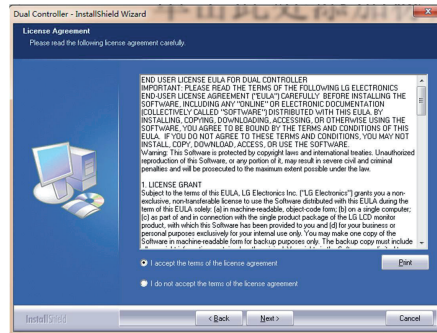 Dual Controller - InstallShield Wizard
License Agreement
Please read the following license agreement carefully.
END USER LICENSE EULA FOR DUAL CONTROLLER
IMPORTANT: PLEASE READ THE TERMS OF THE FOLLOWING LG ELECTRONICS
END-USER LICENSE AGREEMENT ("EULA") CAREFULLY BEFORE INSTALLING THE
SOFTWARE, INCLUDING ANY "ONLINE" OR ELECTRONIC DOCUMENTATION
(COLLECTIVELY CALLED "SOFTWARE") DISTRIBUTED WITH THIS EULA. BY
INSTALLING, COPYING, DOWNLOADING, ACCESSING, OR OTHERWISE USING THE
SOFTWARE, YOU AGREE TO BE BOUND BY THE TERMS AND CONDITIONS OF THIS
EULA. IF YOU DO NOT AGREE TO THESE TERMS AND CONDITIONS, YOU MAY NOT
INSTALL, COPY, DOWNLOAD, ACCESS, OR USE THE SOFTWARE.
Warning: This Software is protected by copyright laws and international treaties. Unauthorized
reproduction of this Software, or any portion of it, may result in severe civil and criminal
penalties and will be prosecuted to the maximum extent possible under the law.
1. LICENSE GRANT
Subject to the terms of this EULA, LG Electronics Inc. ("LG Electronics") grants you a non-
exclusive, non-transferable license to use the Software distributed with this EULA during the
term of this EULA solely: (a) in machine-readable, object-code form; (b) on a single computer;
(c) as part of and in connection with the single product package of the LG LCD monitor
product, with which this Software has been provided to you and (d) for your business or
personal purposes exclusively for your internal use only. You may make one copy of the
Software in machine-readable form for backup purposes only. The backup copy must include
I accept the terms of the license agreement
Print
I do not accept the terms of the license agreement
InstallShield
< Back
Next >
Cancel